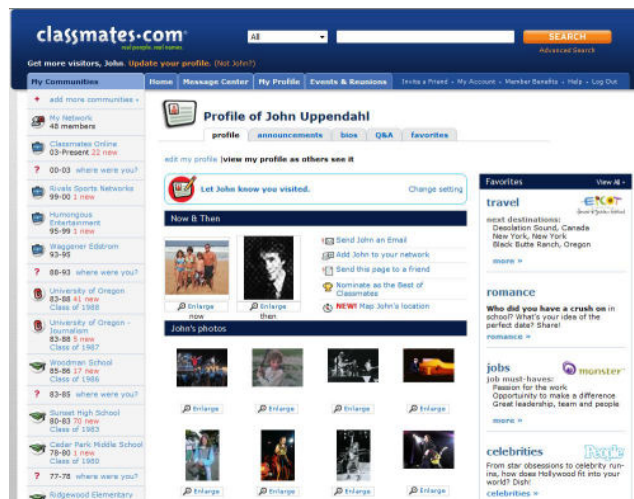 classmates.com
real people. real names.
All
SEARCH
Advanced Search
Get more visitors, John. Update your profile. (Not John?)
My Communities
Home
Message Center
My Profile
Events & Reunions
Invite a Friend - My Account - Member Benefits - Help - Log Out
+ add more communities »
My Network
48 members
Classmates Online
03-Present 22 new
? 00-03 where were you?
Rivals Sports Networks
99-00 1 new
Humongous
Entertainment
95-99 1 new
Waggener Edstrom
93-95
? 88-93 where were you?
University of Oregon
83-88 41 new
Class of 1988
University of Oregon -
Journalism
83-88 5 new
Class of 1987
Woodman School
85-86 17 new
Class of 1986
? 83-85 where were you?
Sunset High School
80-83 70 new
Class of 1983
Cedar Park Middle School
78-80 1 new
Class of 1980
? 77-78 where were you?
Ridgewood Elementary
Profile of John Uppendahl
profile
announcements
bios
Q&A
favorites
edit my profile |view my profile as others see it
Let John know you visited.
Change setting
Now & Then
Enlarge
now
Enlarge
then
Send John an Email
Add John to your network
Send this page to a friend
Nominate as the Best of
Classmates
NEW! Map John's location
John's photos
Enlarge
Enlarge
Enlarge
Enlarge
Enlarge
Enlarge
Enlarge
Enlarge
Favorites
View All »
travel
next destinations:
Desolation Sound, Canada
New York, New York
Black Butte Ranch, Oregon
more »
romance
Who did you have a crush on in
school? What's your idea of the
perfect date? Share!
romance »
jobs
monster
job must-haves:
Passion for the work
Opportunity to make a difference
Great leadership, team and people
more »
celebrities
People
From star obsessions to celebrity run-
ins, how does Hollywood fit into your
world? Dish!
celebrities »